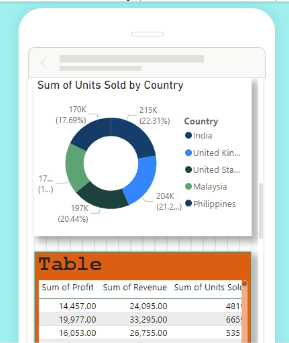 Sum of Units Sold by Country
170K
(17.69%)
215K
(22.31%)
Country
India
United Kin...
United Sta...
Malaysia
Philippines
17...
(1...)
204K
(21.2...)
197K
(20.44%)
Table
Sum of Profit Sum of Revenue Sum of Units Sold
14,457.00 24,095.00 481
19,977.00 33,295.00 665
16,053.00 26,755.00 535